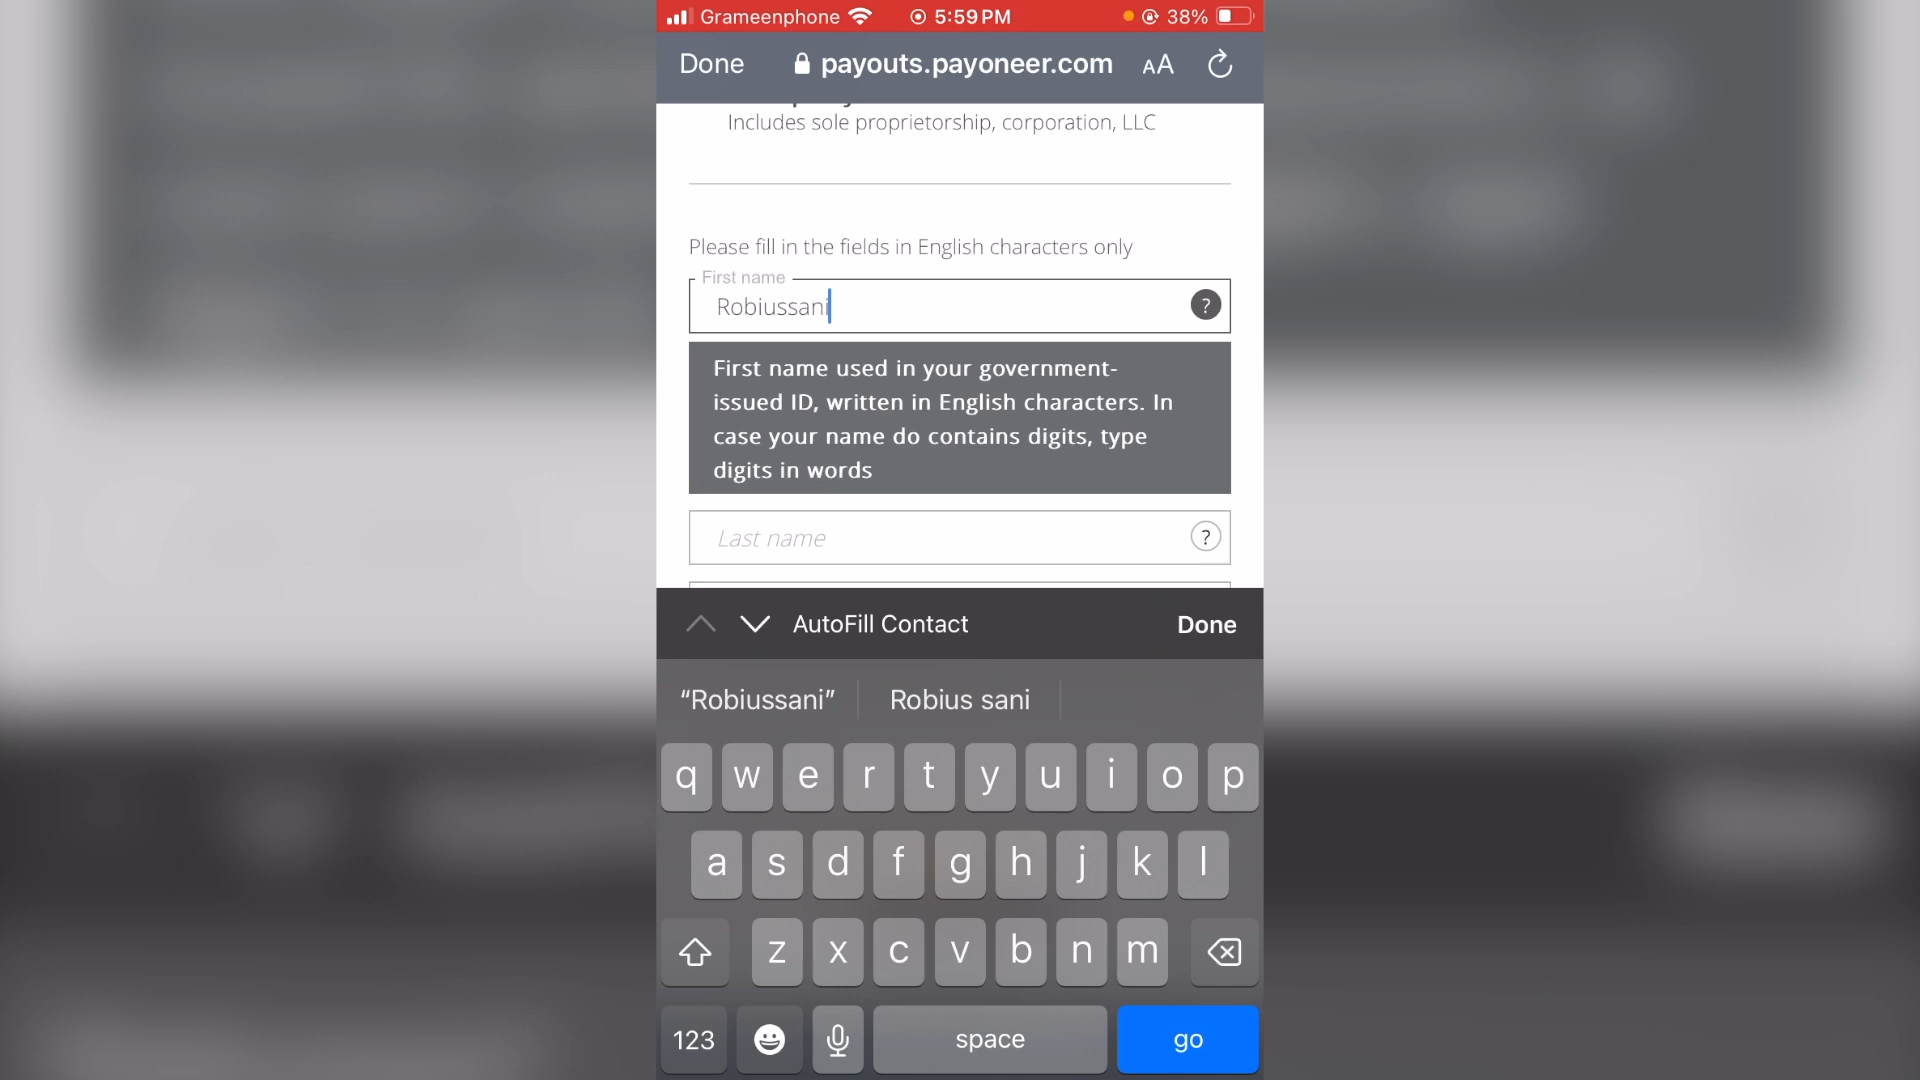 Grameenphone 5:59 PM 38%
Done payouts.payoneer.com AA
Includes sole proprietorship, corporation, LLC
Please fill in the fields in English characters only
First name
Robiussani
?
First name used in your government-
issued ID, written in English characters. In
case your name do contains digits, type
digits in words
Last name ?
AutoFill Contact Done
“Robiussani” Robius sani
q w e r t y u i o p
a s d f g h j k l
z x c v b n m
123 space go